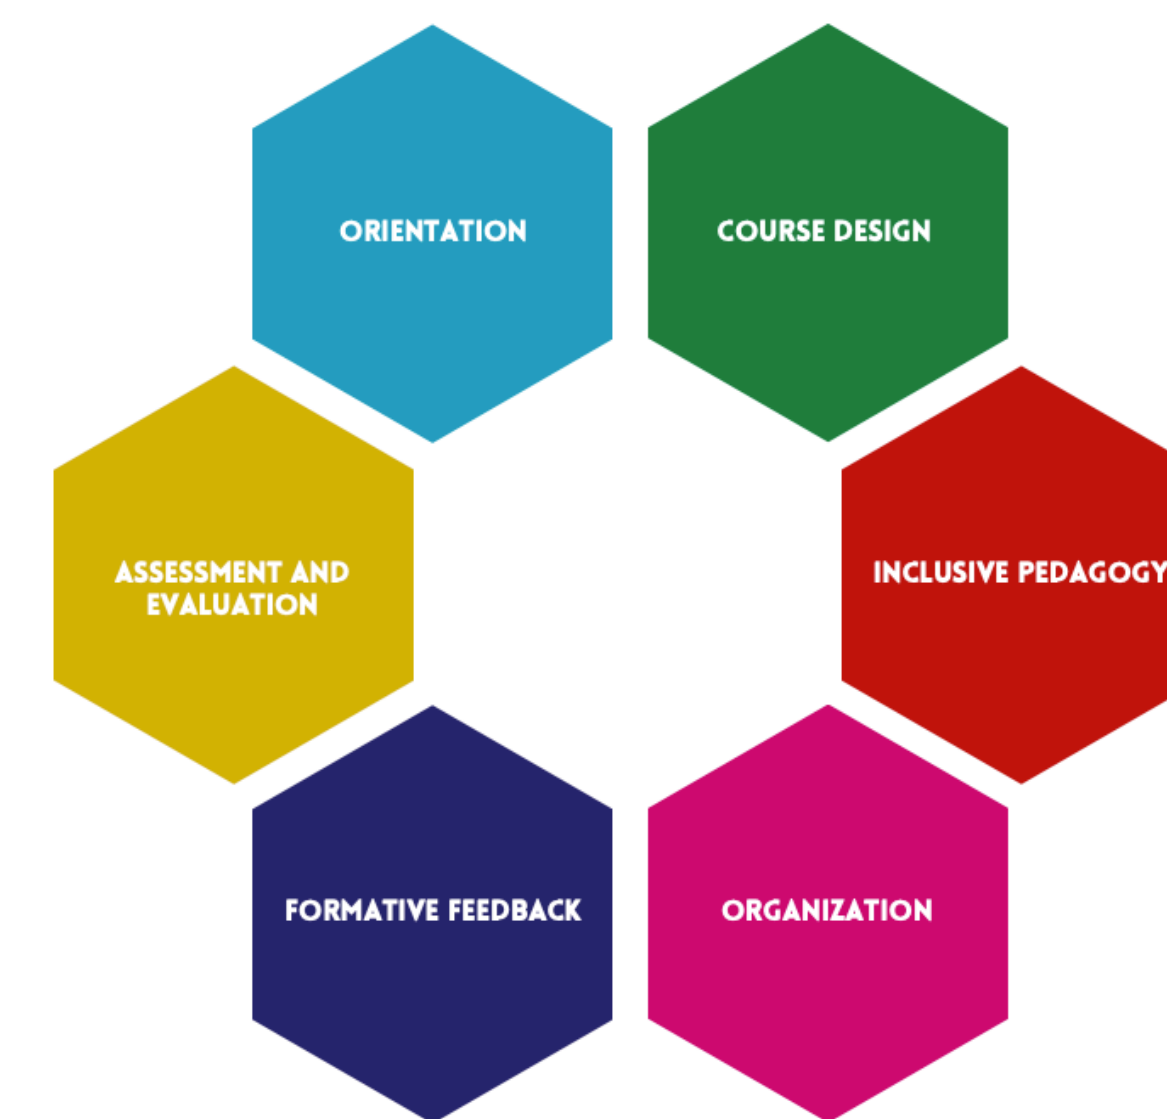 ORIENTATION
COURSE DESIGN
ASSESSMENT AND
EVALUATION
INCLUSIVE PEDAGOGY
FORMATIVE FEEDBACK
ORGANIZATION